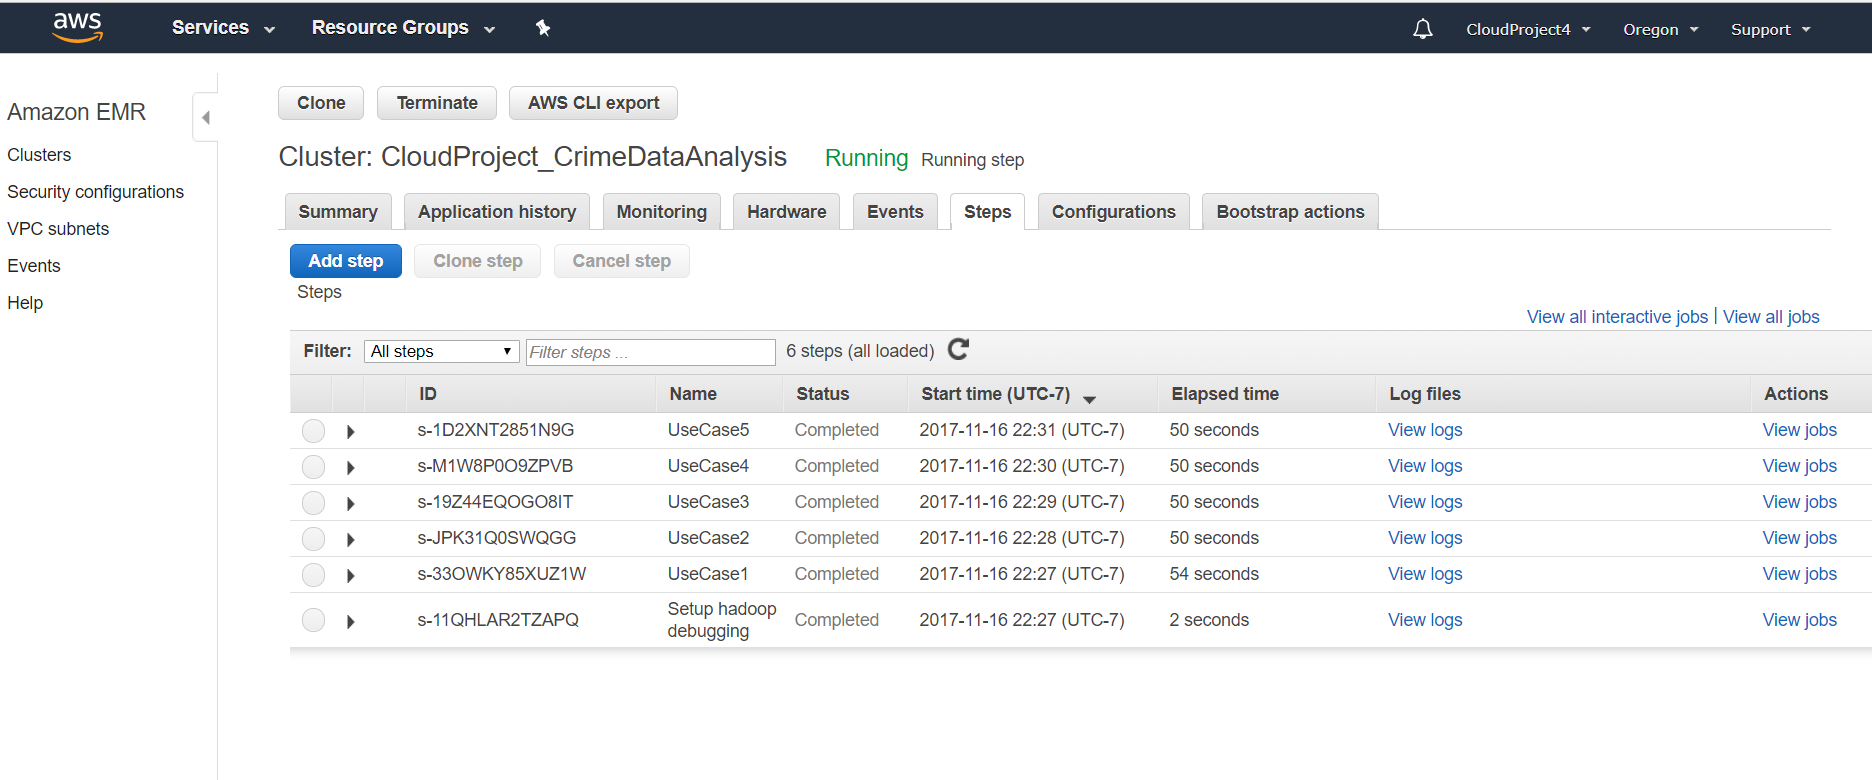 aws Services Resource Groups CloudProject4 Oregon Support
Amazon EMR
Clusters
Security configurations
VPC subnets
Events
Help
Clone Terminate AWS CLI export
Cluster: CloudProject_CrimeDataAnalysis Running Running step
Summary Application history Monitoring Hardware Events Steps Configurations Bootstrap actions
Add step Clone step Cancel step
Steps
View all interactive jobs | View all jobs
Filter: All steps Filter steps ... 6 steps (all loaded)
ID Name Status Start time (UTC-7) Elapsed time Log files Actions
s-1D2XNT2851N9G UseCase5 Completed 2017-11-16 22:31 (UTC-7) 50 seconds View logs View jobs
s-M1W8P0O9ZPVB UseCase4 Completed 2017-11-16 22:30 (UTC-7) 50 seconds View logs View jobs
s-19Z44EQOGO8IT UseCase3 Completed 2017-11-16 22:29 (UTC-7) 50 seconds View logs View jobs
s-JPK31Q0SWQGG UseCase2 Completed 2017-11-16 22:28 (UTC-7) 50 seconds View logs View jobs
s-33OWKY85XUZ1W UseCase1 Completed 2017-11-16 22:27 (UTC-7) 54 seconds View logs View jobs
s-11QHLAR2TZAPQ Setup hadoop debugging Completed 2017-11-16 22:27 (UTC-7) 2 seconds View logs View jobs